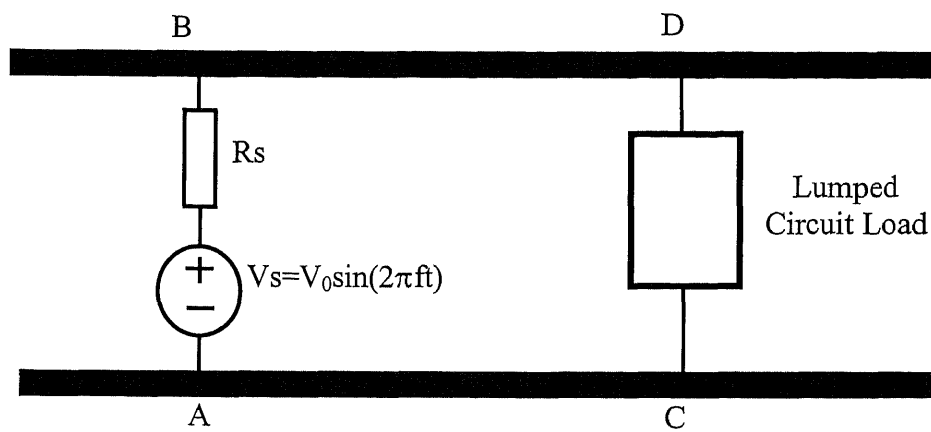 B
D
Rs
Lumped
Circuit Load
+
Vs=V₀sin(2πft)
−
A
C